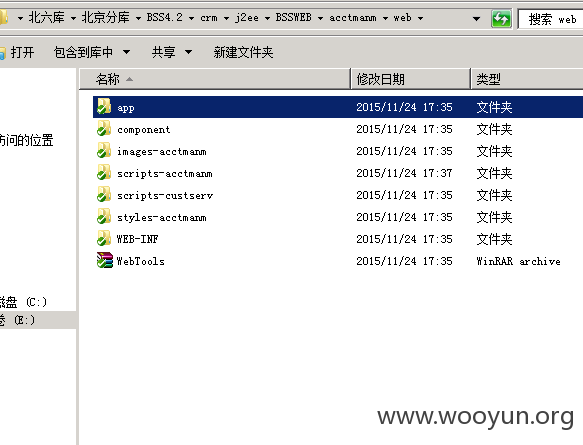 北六库 ▸ 北京分库 ▸ BSS4.2 ▸ crm ▸ j2ee ▸ BSSWEB ▸ acctmanm ▸ web ▸ 搜索 web
打开 包含到库中 共享 新建文件夹
名称 修改日期 类型
app 2015/11/24 17:35 文件夹
component 2015/11/24 17:35 文件夹
访问的位置
images-acctmanm 2015/11/24 17:35 文件夹
scripts-acctmanm 2015/11/24 17:37 文件夹
scripts-custserv 2015/11/24 17:35 文件夹
styles-acctmanm 2015/11/24 17:35 文件夹
WEB-INF 2015/11/24 17:35 文件夹
WebTools 2015/11/24 17:35 WinRAR archive
磁盘 (C:)
卷 (E:)
www.wooyun.org